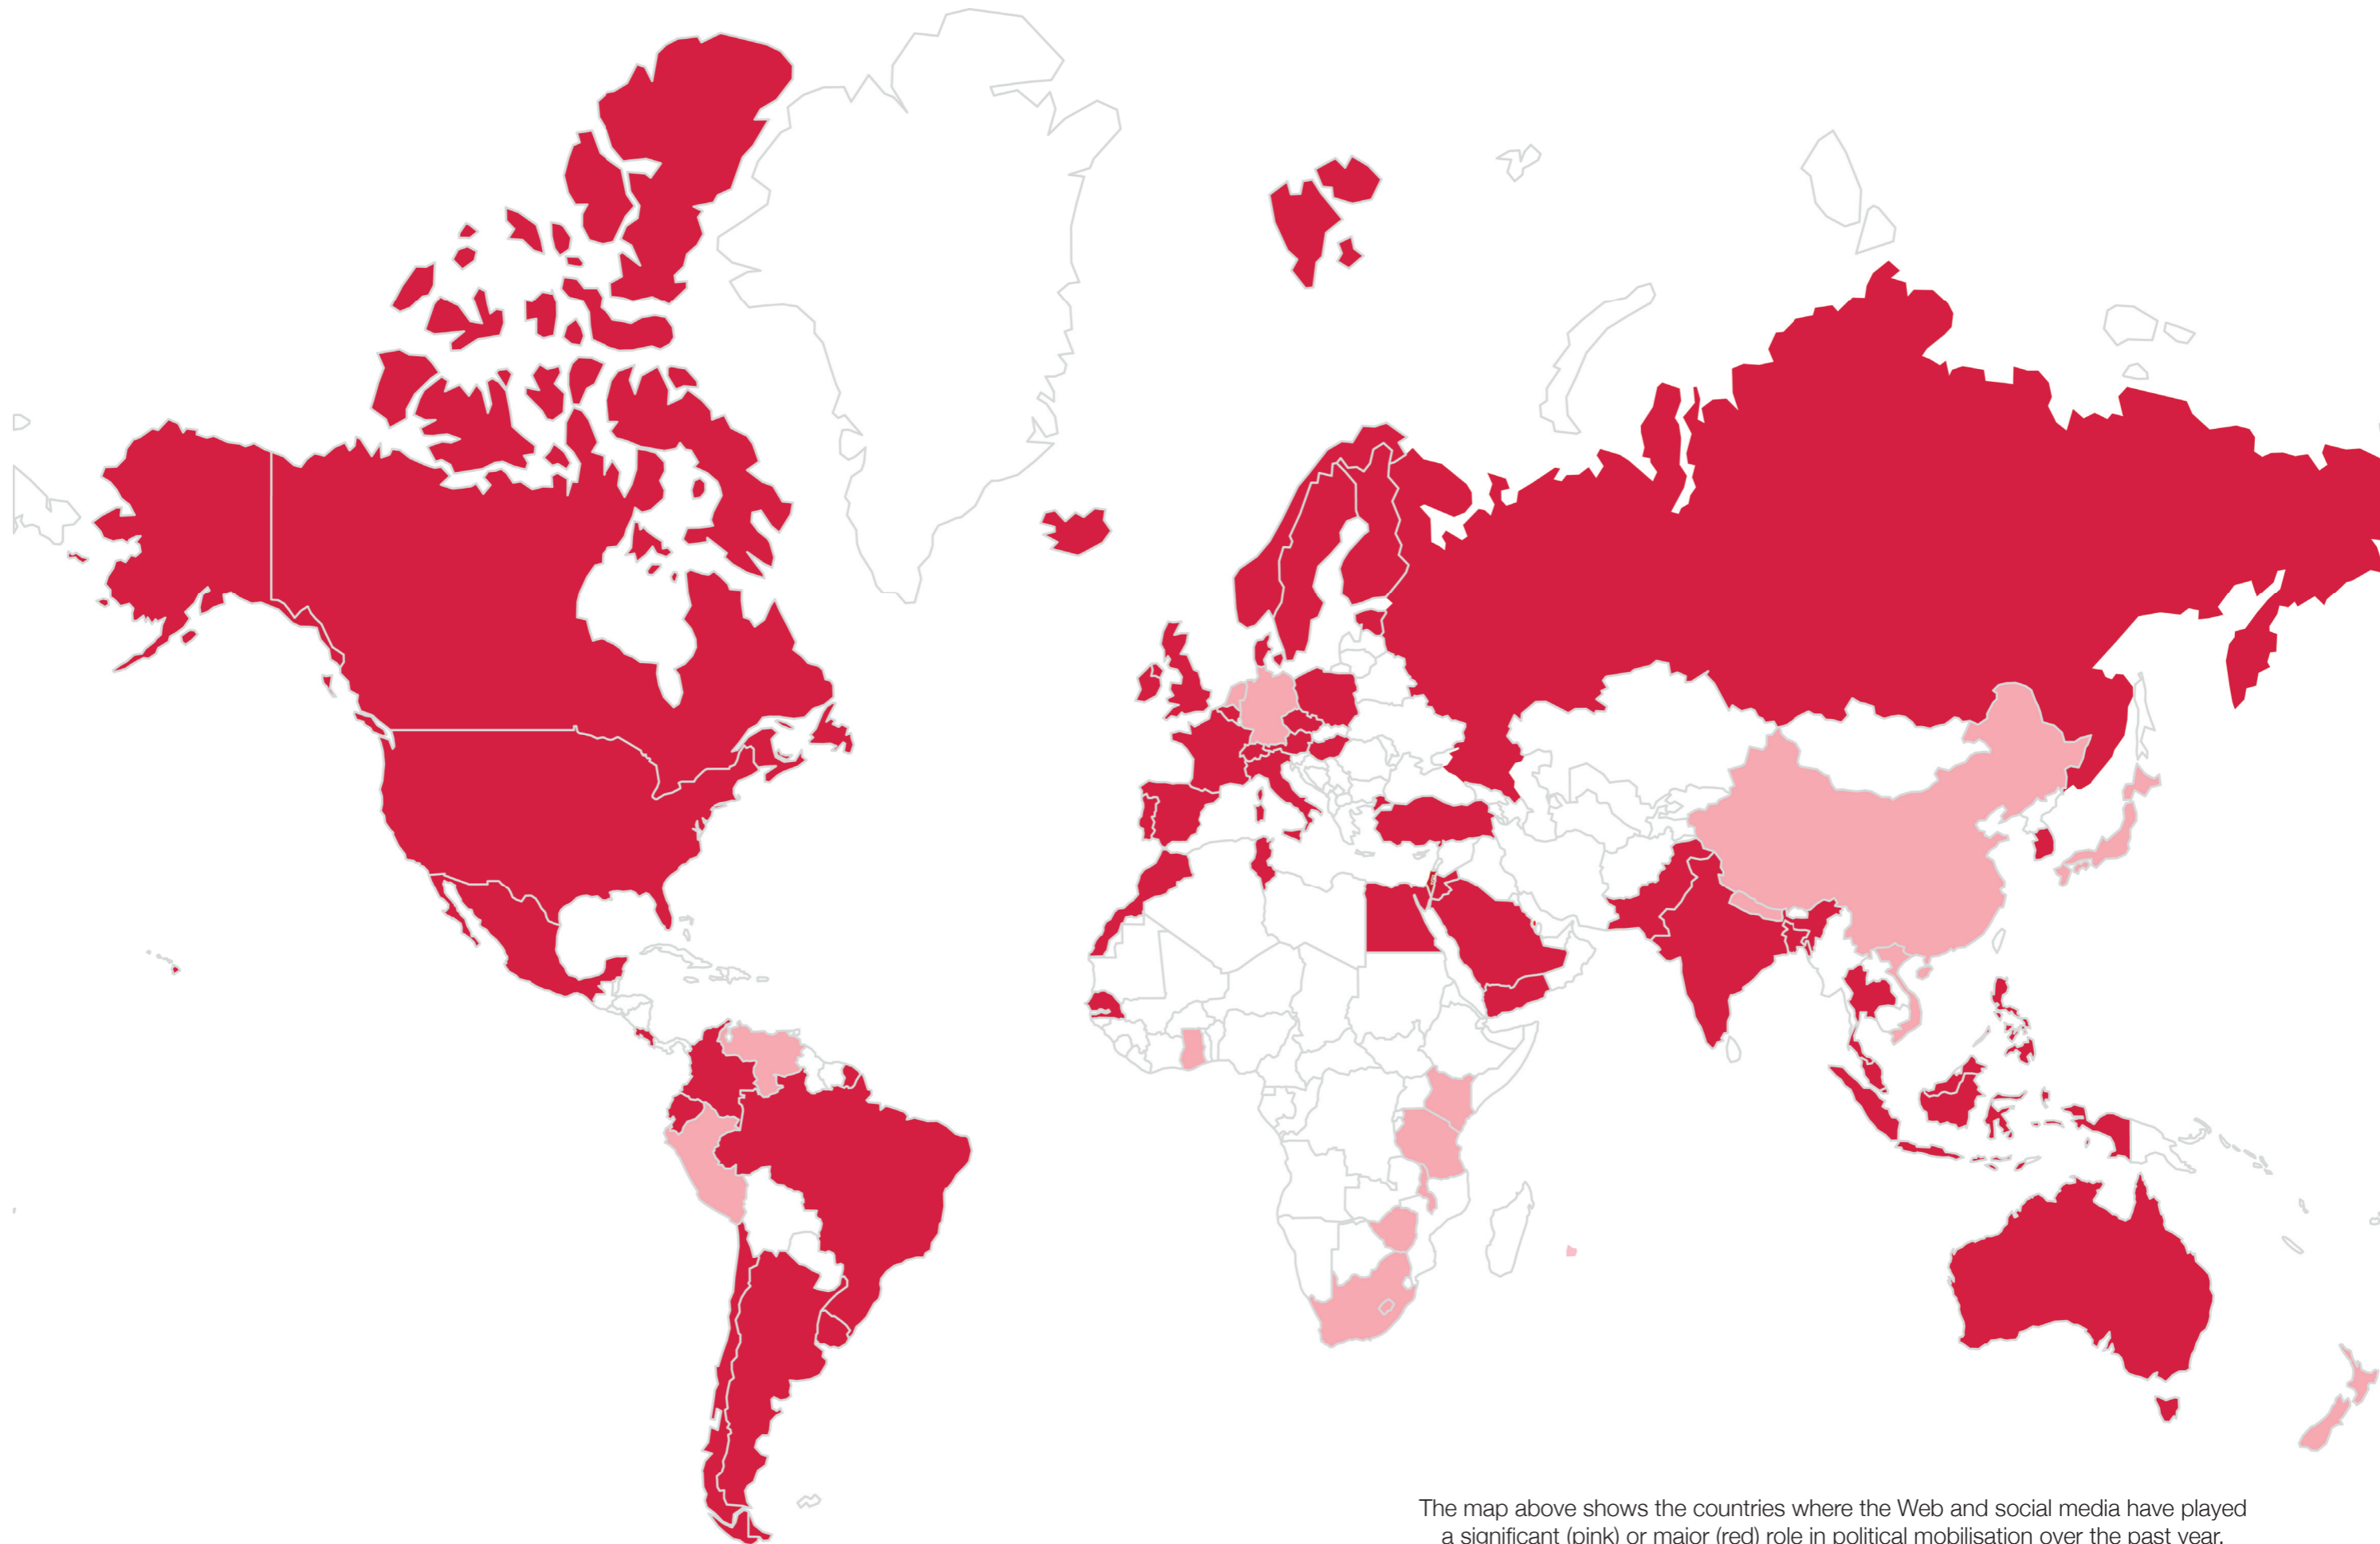 The map above shows the countries where the Web and social media have played
a significant (pink) or major (red) role in political mobilisation over the past year.